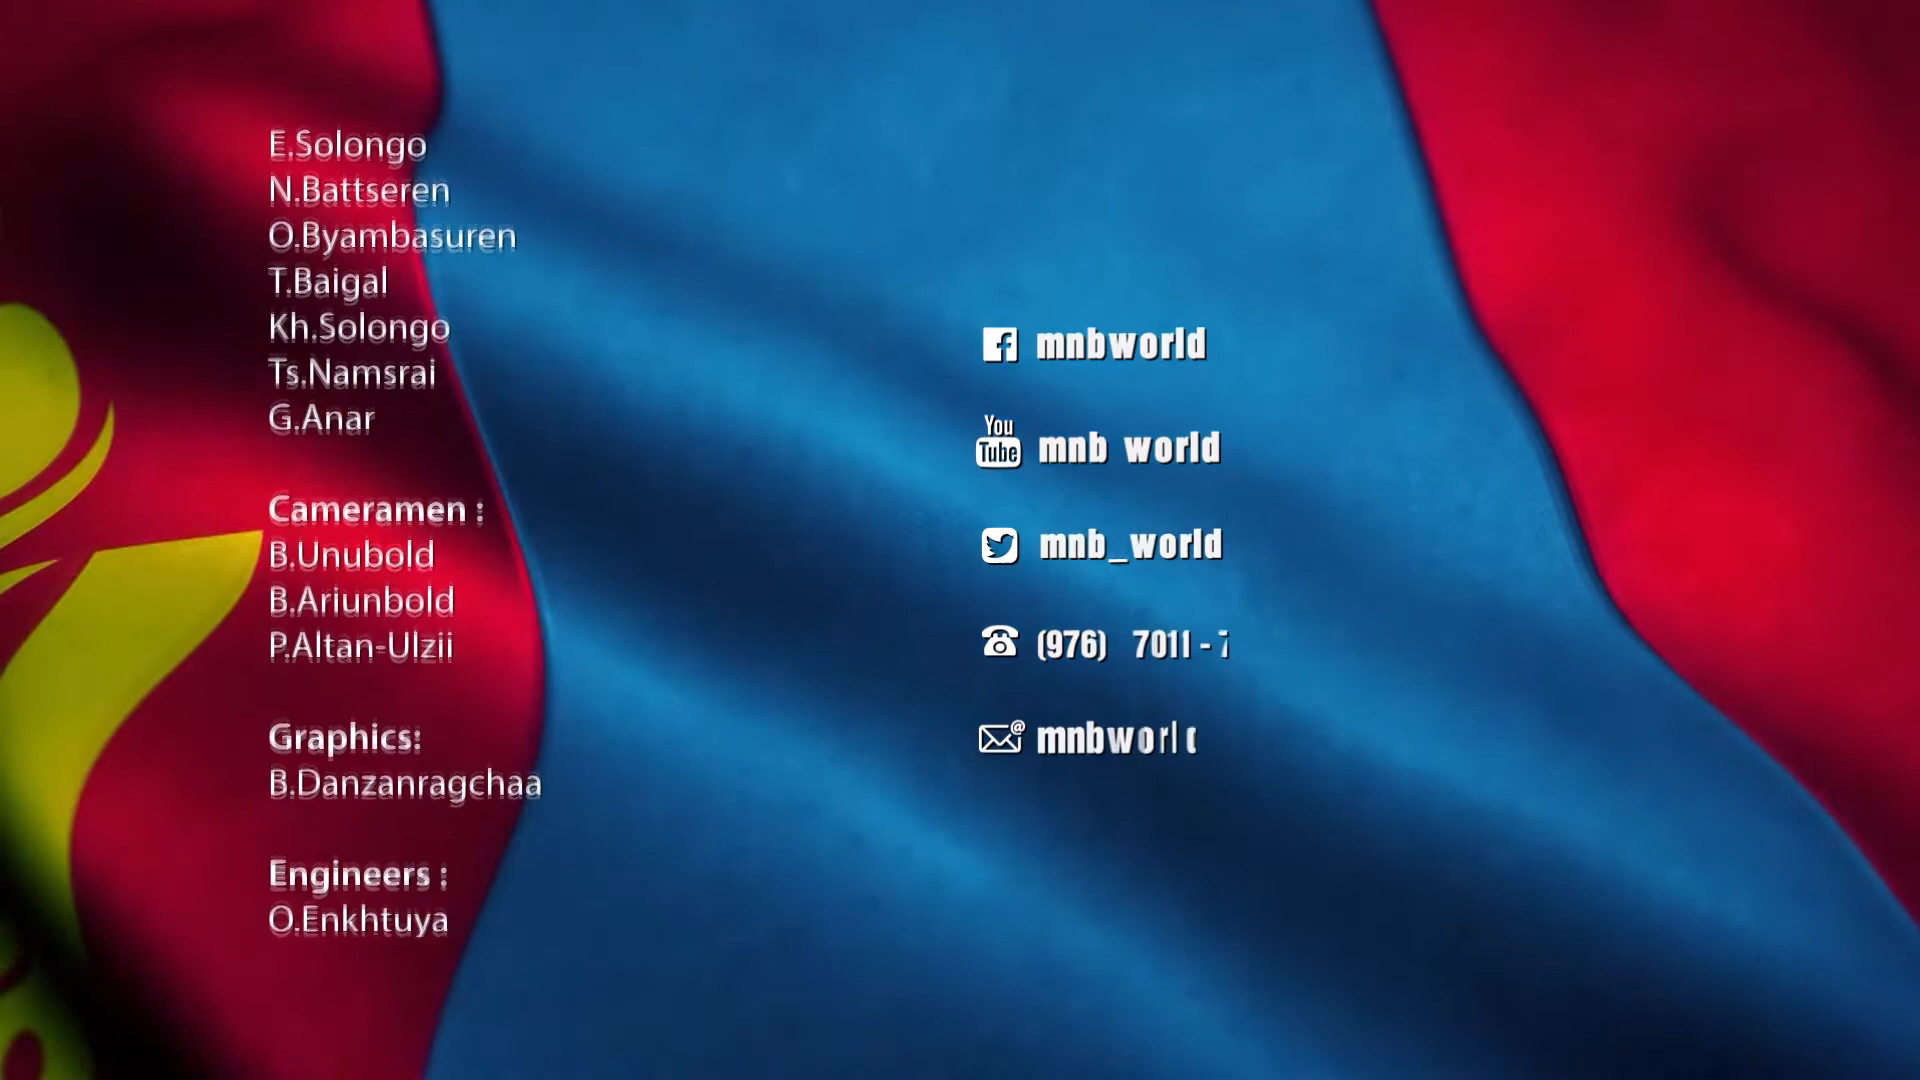 E.Solongo
N.Battseren
O.Byambasuren
T.Baigal
Kh.Solongo
Ts.Namsrai
G.Anar
Cameramen :
B.Unubold
B.Ariunbold
P.Altan-Ulzii
Graphics:
B.Danzanragchaa
Engineers :
O.Enkhtuya
mnbworld
You Tube mnb world
mnb_world
(976) 7011 -